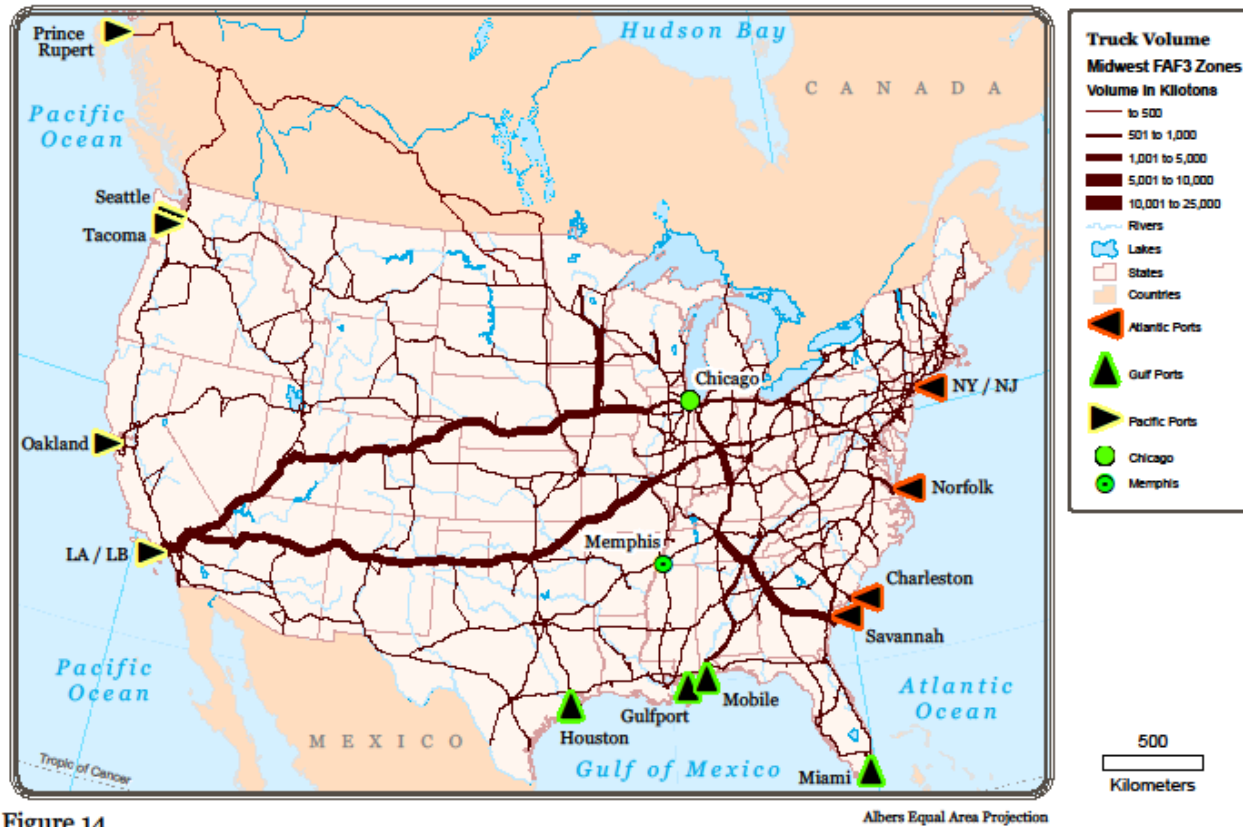 Prince
Rupert
Hudson Bay
CANADA
Pacific
Ocean
Seattle
Tacoma
Chicago
NY / NJ
Oakland
Norfolk
LA / LB
Memphis
Charleston
Savannah
Pacific
Ocean
Atlantic
Ocean
Mobile
Gulfport
Houston
MEXICO
Gulf of Mexico
Miami
Tropic of Cancer
Truck Volume
Midwest FAF3 Zones
Volume in Kilotons
to 500
501 to 1,000
1,001 to 5,000
5,001 to 10,000
10,001 to 25,000
Rivers
Lakes
States
Countries
Atlantic Ports
Gulf Ports
Pacific Ports
Chicago
Memphis
500
Kilometers
Figure 14
Albers Equal Area Projection